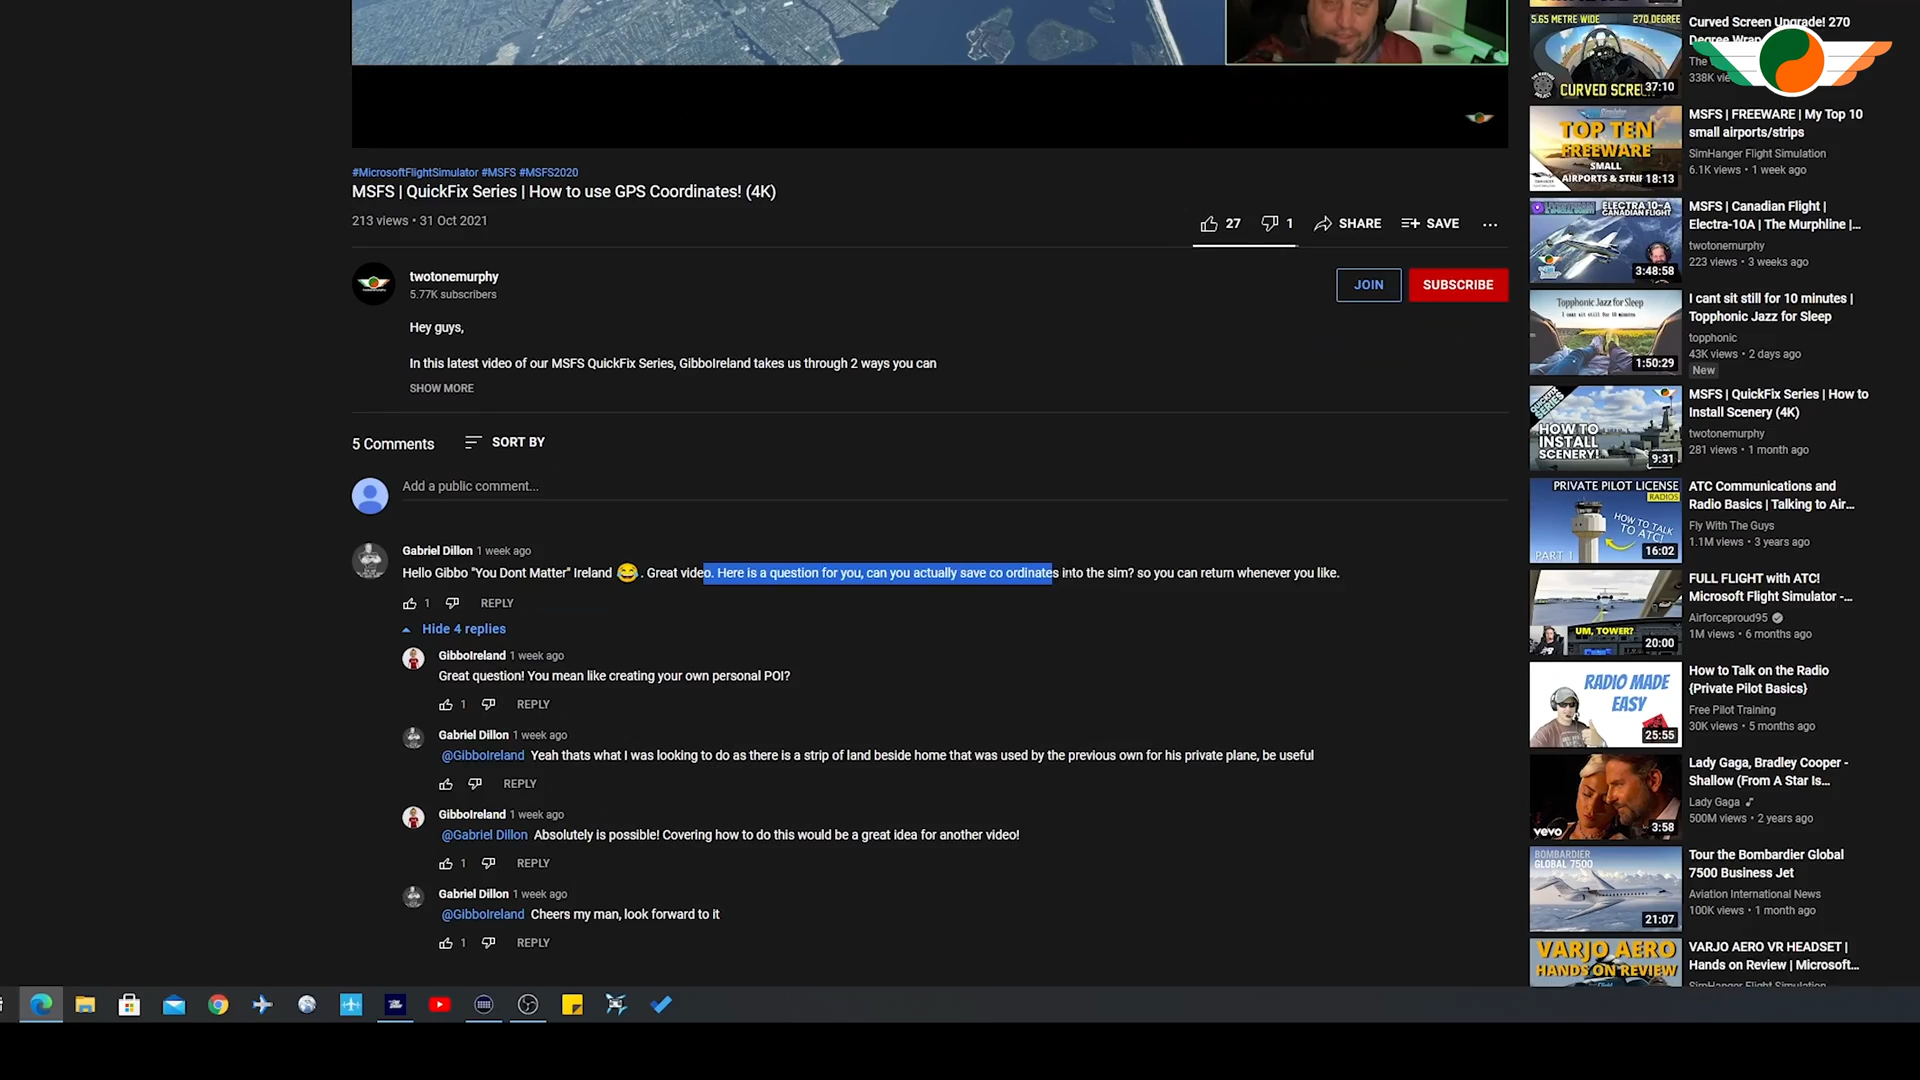 #MicrosoftFlightSimulator #MSFS #MSFS2020
MSFS | QuickFix Series | How to use GPS Coordinates! (4K)
213 views • 31 Oct 2021
27
1
SHARE
SAVE
twotonemurphy
5.77K subscribers
JOIN
SUBSCRIBE
Hey guys,
In this latest video of our MSFS QuickFix Series, GibboIreland takes us through 2 ways you can
SHOW MORE
5 Comments
SORT BY
Add a public comment...
Gabriel Dillon 1 week ago
Hello Gibbo "You Dont Matter" Ireland 😂. Great video. Here is a question for you, can you actually save co ordinates into the sim? so you can return whenever you like.
1 REPLY
Hide 4 replies
GibboIreland 1 week ago
Great question! You mean like creating your own personal POI?
1 REPLY
Gabriel Dillon 1 week ago
@GibboIreland Yeah thats what I was looking to do as there is a strip of land beside home that was used by the previous own for his private plane, be useful
REPLY
GibboIreland 1 week ago
@Gabriel Dillon Absolutely is possible! Covering how to do this would be a great idea for another video!
1 REPLY
Gabriel Dillon 1 week ago
@GibboIreland Cheers my man, look forward to it
1 REPLY
5.65 METRE WIDE 270 DEGREE
CURVED SCREEN
37:10
Curved Screen Upgrade! 270
Degree Wrap
The
338K
TOP TEN
FREEWARE
SMALL
AIRPORTS & STRIPS
18:13
MSFS | FREEWARE | My Top 10
small airports/strips
SimHanger Flight Simulation
6.1K views • 1 week ago
ELECTRA 10-A
CANADIAN FLIGHT
3:48:58
MSFS | Canadian Flight |
Electra-10A | The Murphline |...
twotonemurphy
223 views • 3 weeks ago
Topphonic Jazz for Sleep
I cant sit still for 10 minutes
1:50:29
I cant sit still for 10 minutes |
Topphonic Jazz for Sleep
topphonic
43K views • 2 days ago
New
QUICKFIX
SERIES
HOW TO
INSTALL
SCENERY!
9:31
MSFS | QuickFix Series | How to
Install Scenery (4K)
twotonemurphy
281 views • 1 month ago
PRIVATE PILOT LICENSE
RADIOS
HOW TO TALK
TO ATC!
PART 1
16:02
ATC Communications and
Radio Basics | Talking to Air...
Fly With The Guys
1.1M views • 3 years ago
UM, TOWER?
20:00
FULL FLIGHT with ATC!
Microsoft Flight Simulator -...
Airforceproud95
1M views • 6 months ago
RADIO MADE
EASY
25:55
How to Talk on the Radio
{Private Pilot Basics}
Free Pilot Training
30K views • 5 months ago
vevo
3:58
Lady Gaga, Bradley Cooper -
Shallow (From A Star Is...
Lady Gaga
500M views • 2 years ago
BOMBARDIER
GLOBAL 7500
21:07
Tour the Bombardier Global
7500 Business Jet
Aviation International News
100K views • 1 month ago
VARJO AERO
HANDS ON REVIEW
VARJO AERO VR HEADSET |
Hands on Review | Microsoft...
SimHanger Flight Simulation